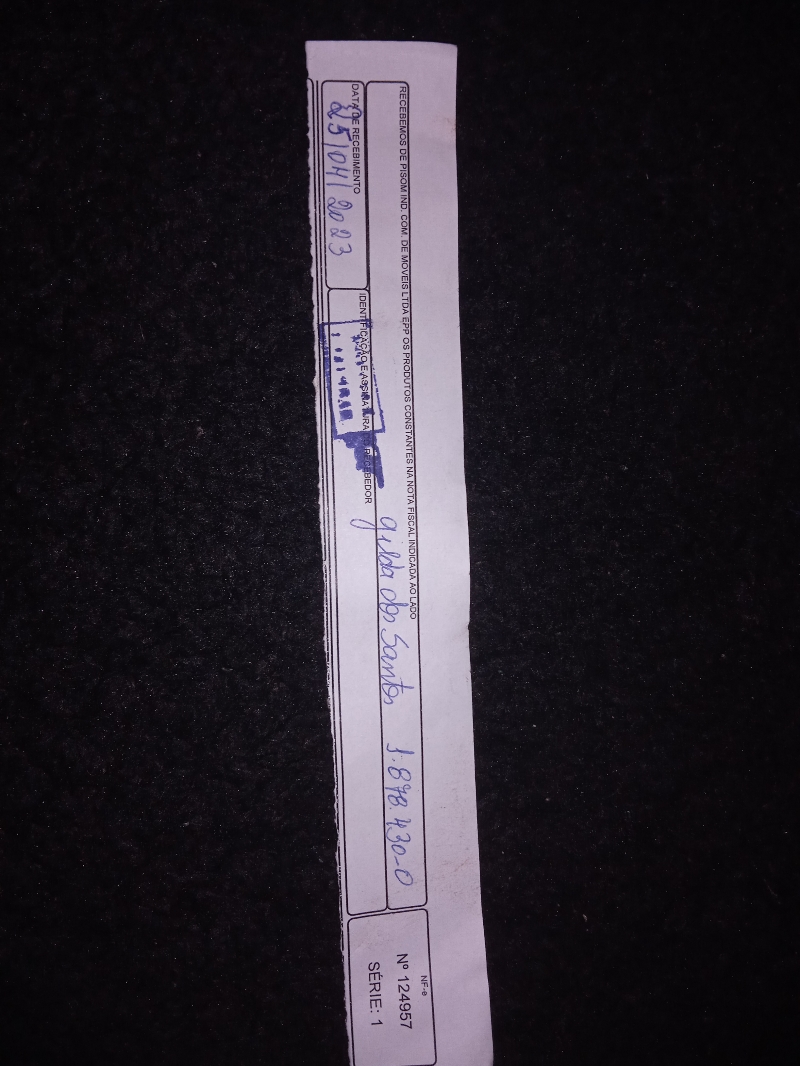 RECEBEMOS DE PISOM IND. COM. DE MOVEIS LTDA EPP OS PRODUTOS CONSTANTES NA NOTA FISCAL INDICADA AO LADO
DATA DE RECEBIMENTO
25/04/2023
IDENTIFICAÇÃO E ASSINATURA DO RECEBEDOR
Gilda dos Santos 1.878.430-0
NF-e
Nº 124957
SÉRIE: 1